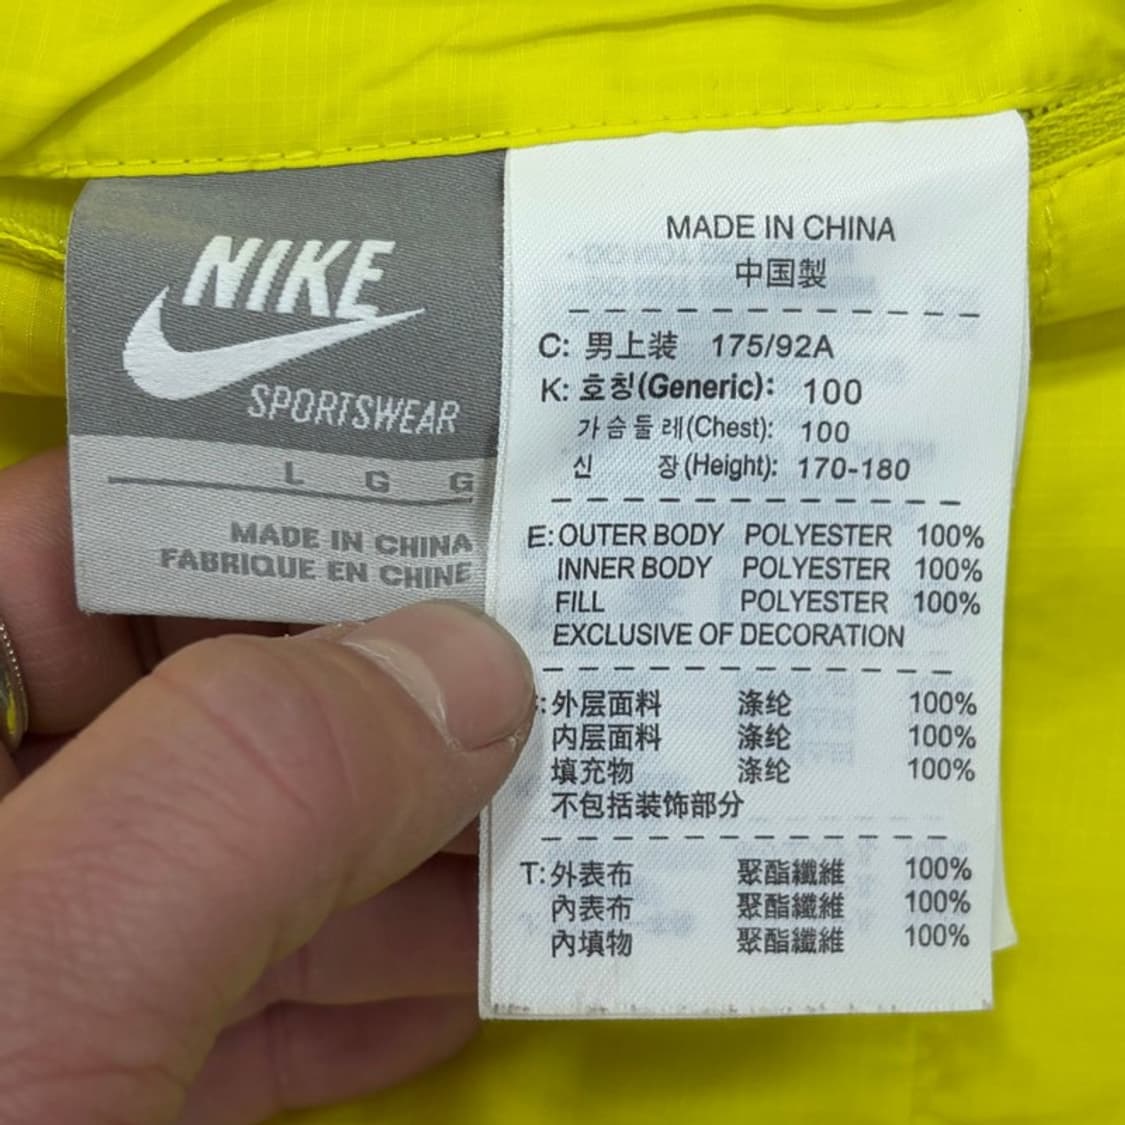 NIKE
SPORTSWEAR
L G G
MADE IN CHINA
FABRIQUE EN CHINE
MADE IN CHINA
中国製
C: 男上装 175/92A
K: 호칭(Generic): 100
가슴둘레(Chest): 100
신 장(Height): 170-180
E: OUTER BODY POLYESTER 100%
INNER BODY POLYESTER 100%
FILL POLYESTER 100%
EXCLUSIVE OF DECORATION
外层面料 涤纶 100%
内层面料 涤纶 100%
填充物 涤纶 100%
不包括装饰部分
T: 外表布 聚酯纖維 100%
內表布 聚酯纖維 100%
內填物 聚酯纖維 100%